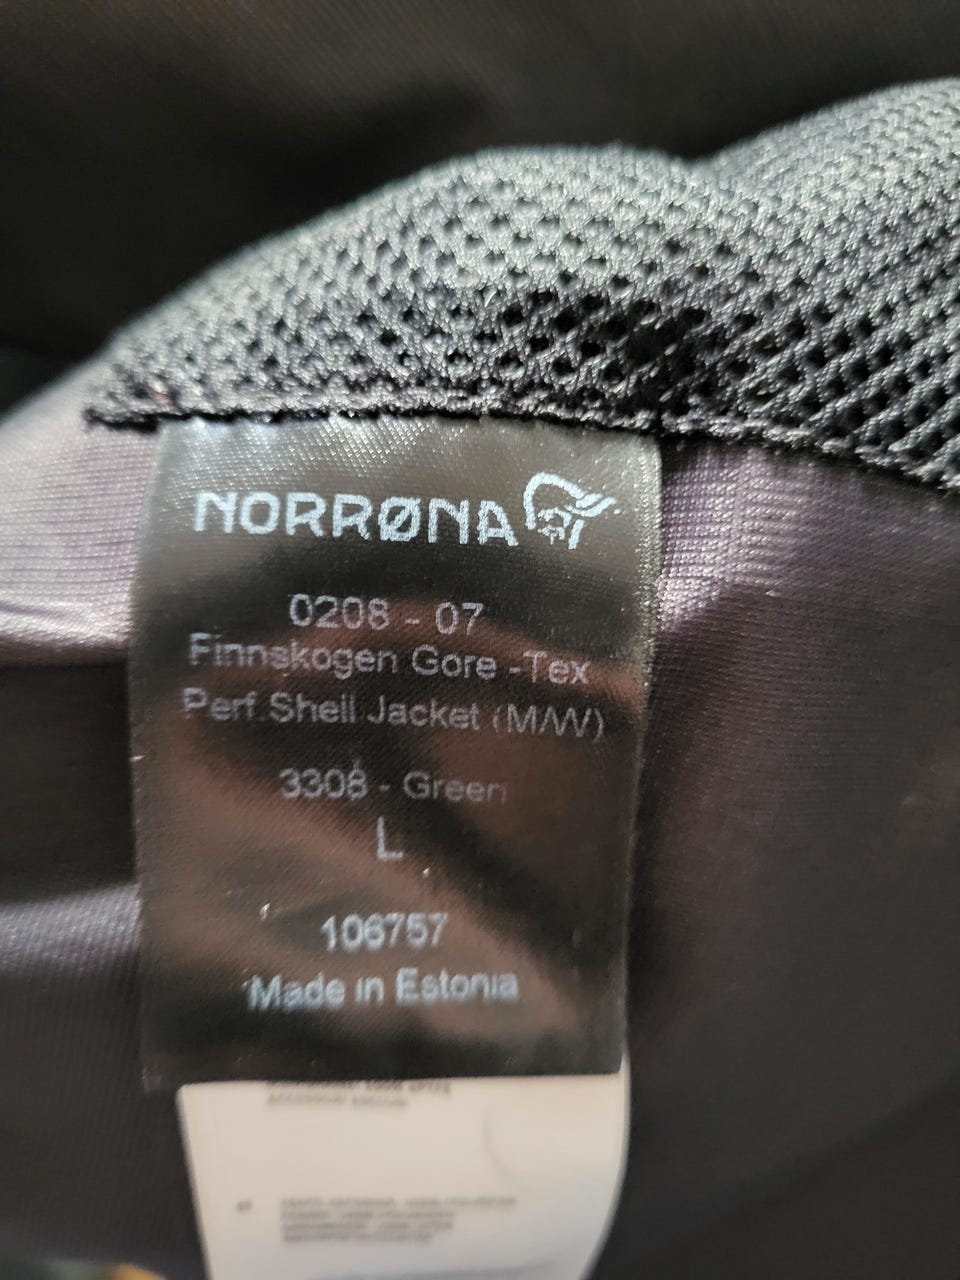 NORRØNA
0208 - 07
Finnskogen Gore-Tex
Perf.Shell Jacket (M/W)
3308 - Green
L
106757
Made in Estonia